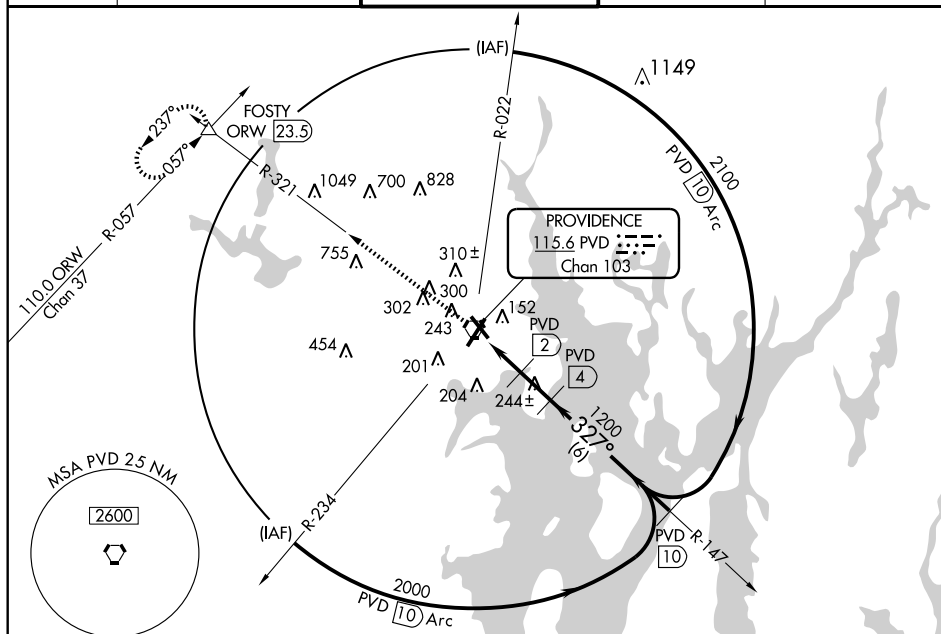 (IAF)
1149
R-022
2100
PVD 10 Arc
FOSTY
ORW 23.5
237°
057°
R-057
110.0 ORW
Chan 37
R-321
1049
700
828
PROVIDENCE
115.6 PVD
Chan 103
755
310±
300
302
243
152
PVD
2
454
201
PVD
4
204
244±
1200
327°
(6)
MSA PVD 25 NM
2600
R-234
(IAF)
PVD
10
R-147
2000
PVD 10 Arc